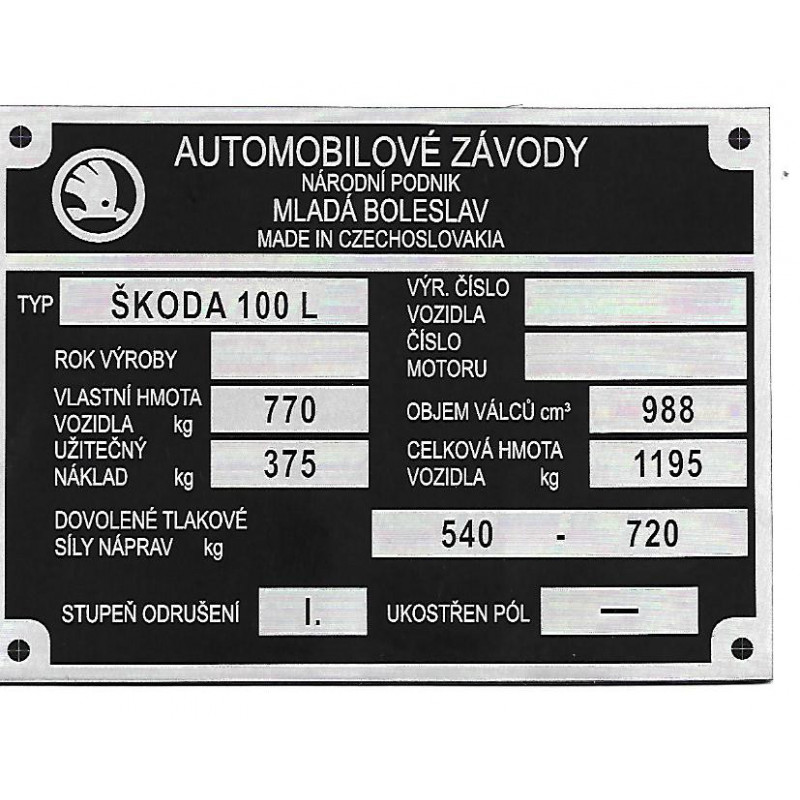 AUTOMOBILOVÉ ZÁVODY
NÁRODNÍ PODNIK
MLADÁ BOLESLAV
MADE IN CZECHOSLOVAKIA
TYP ŠKODA 100 L
VÝR. ČÍSLO
VOZIDLA
ROK VÝROBY
ČÍSLO
MOTORU
VLASTNÍ HMOTA
VOZIDLA kg 770
OBJEM VÁLCŮ cm³ 988
UŽITEČNÝ
NÁKLAD kg 375
CELKOVÁ HMOTA
VOZIDLA kg 1195
DOVOLENÉ TLAKOVÉ
SÍLY NÁPRAV kg 540 - 720
STUPEŇ ODRUŠENÍ I. UKOSTŘEN PÓL —